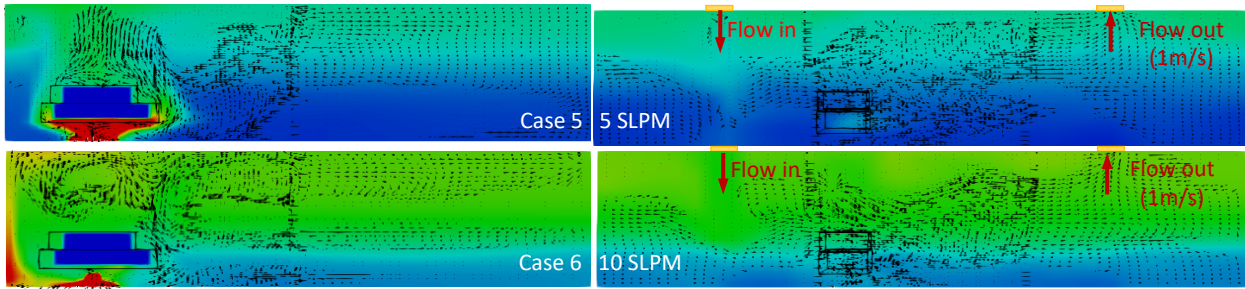 Flow in
Flow out
(1m/s)
Case 5
5 SLPM
Flow in
Flow out
(1m/s)
Case 6
10 SLPM